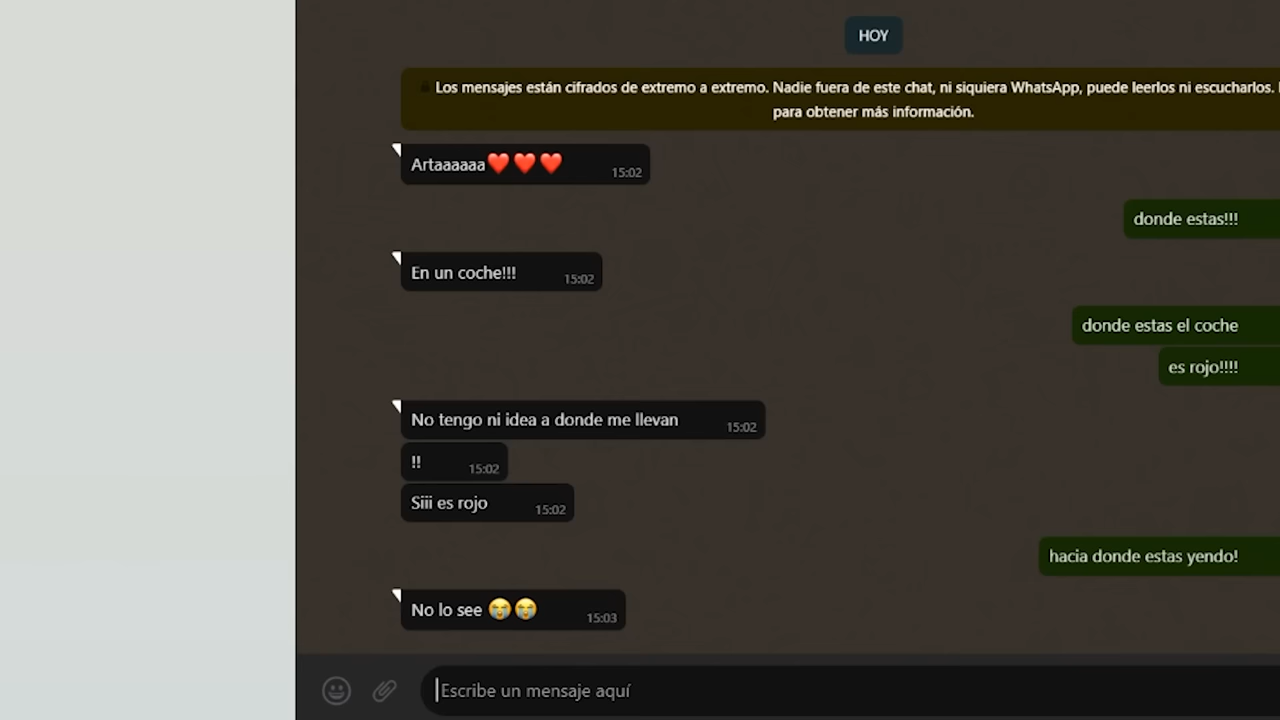 HOY
Los mensajes están cifrados de extremo a extremo. Nadie fuera de este chat, ni siquiera WhatsApp, puede leerlos ni escucharlos.
para obtener más información.
Artaaaaaa❤️❤️❤️ 15:02
donde estas!!!
En un coche!!! 15:02
donde estas el coche
es rojo!!!!
No tengo ni idea a donde me llevan 15:02
!! 15:02
Siii es rojo 15:02
hacia donde estas yendo!
No lo see 😭😭 15:03
Escribe un mensaje aquí